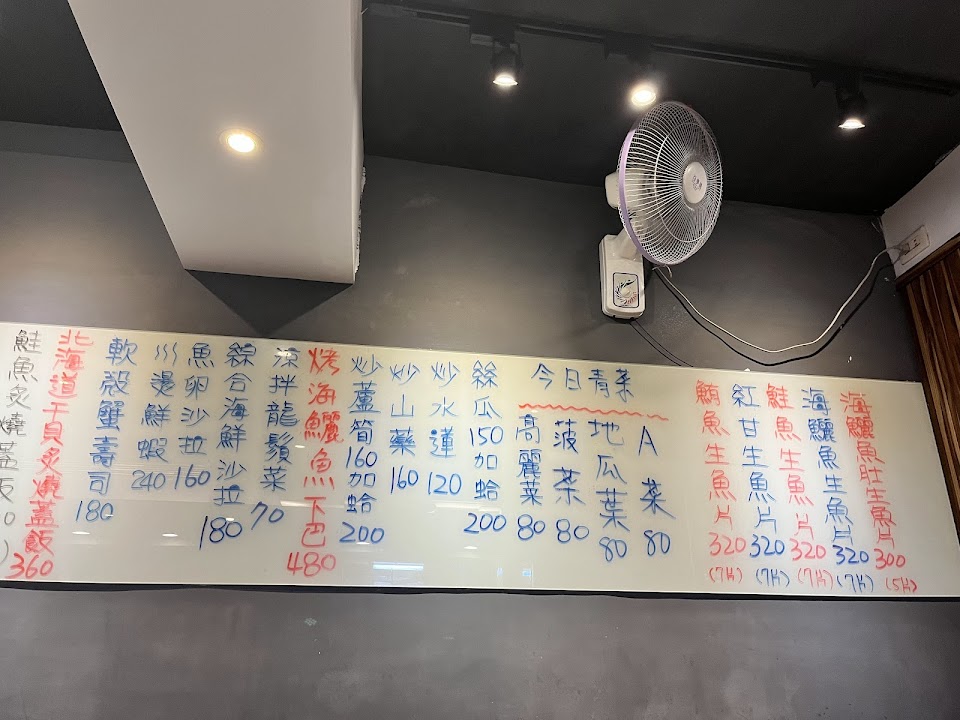 海鱺魚肚生魚片 300 (5片)
海鱺魚生魚片 320 (7片)
鮭魚生魚片 320 (7片)
紅甘生魚片 320 (7片)
鮪魚生魚片 320 (7片)
今日青菜
A菜 80
地瓜葉 80
菠菜 80
高麗菜 80
絲瓜 150 加蛤 200
炒水蓮 120
炒山藥 160
炒蘆筍 160 加蛤 200
烤海鱺魚下巴 480
涼拌龍鬚菜 70
綜合海鮮沙拉 180
魚卵沙拉 160
川燙鮮蝦 240
軟殼蟹壽司 180
北海道干貝炙燒蓋飯 360
鮭魚炙燒蓋飯